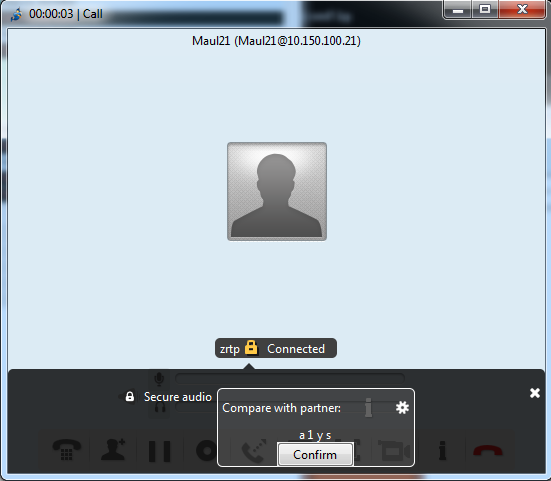 00:00:03 | Call
Maul21 (Maul21@10.150.100.21)
zrtp Connected
Secure audio
Compare with partner:
a 1 y s
Confirm